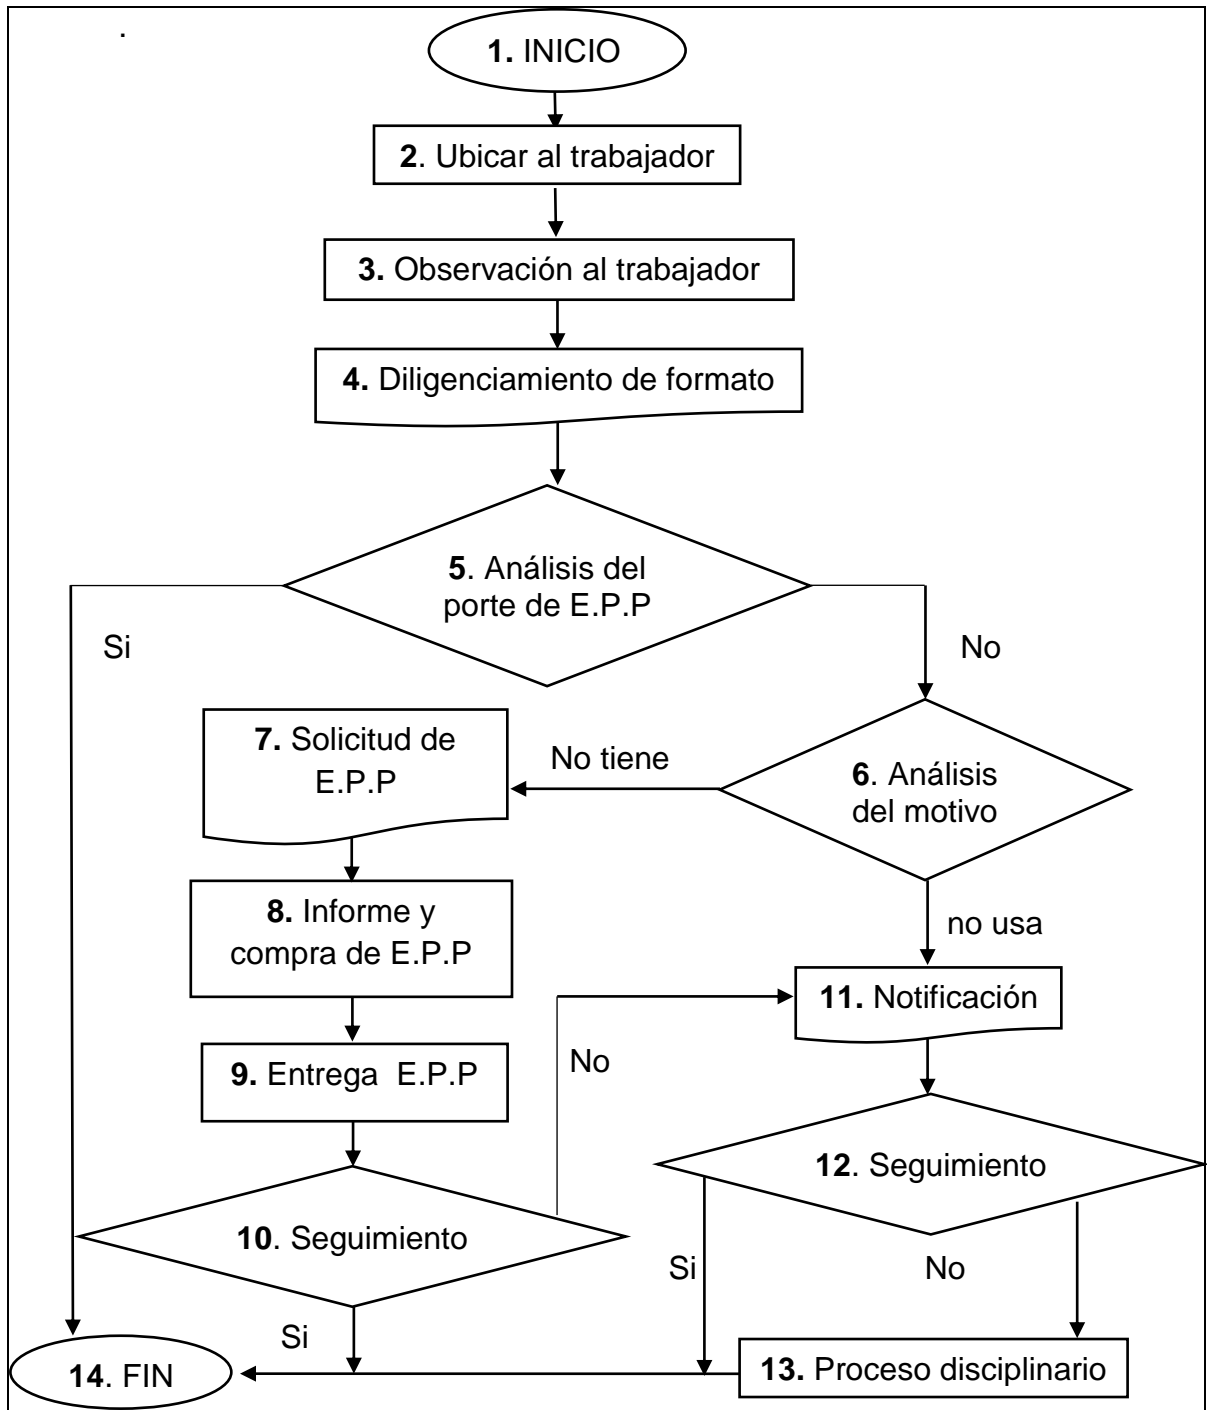 .
1. INICIO
2. Ubicar al trabajador
3. Observación al trabajador
4. Diligenciamiento de formato
5. Análisis del
porte de E.P.P
Si
No
7. Solicitud de
E.P.P
No tiene
6. Análisis
del motivo
8. Informe y
compra de E.P.P
no usa
11. Notificación
9. Entrega  E.P.P
No
12. Seguimiento
10. Seguimiento
Si
No
Si
14. FIN
13. Proceso disciplinario